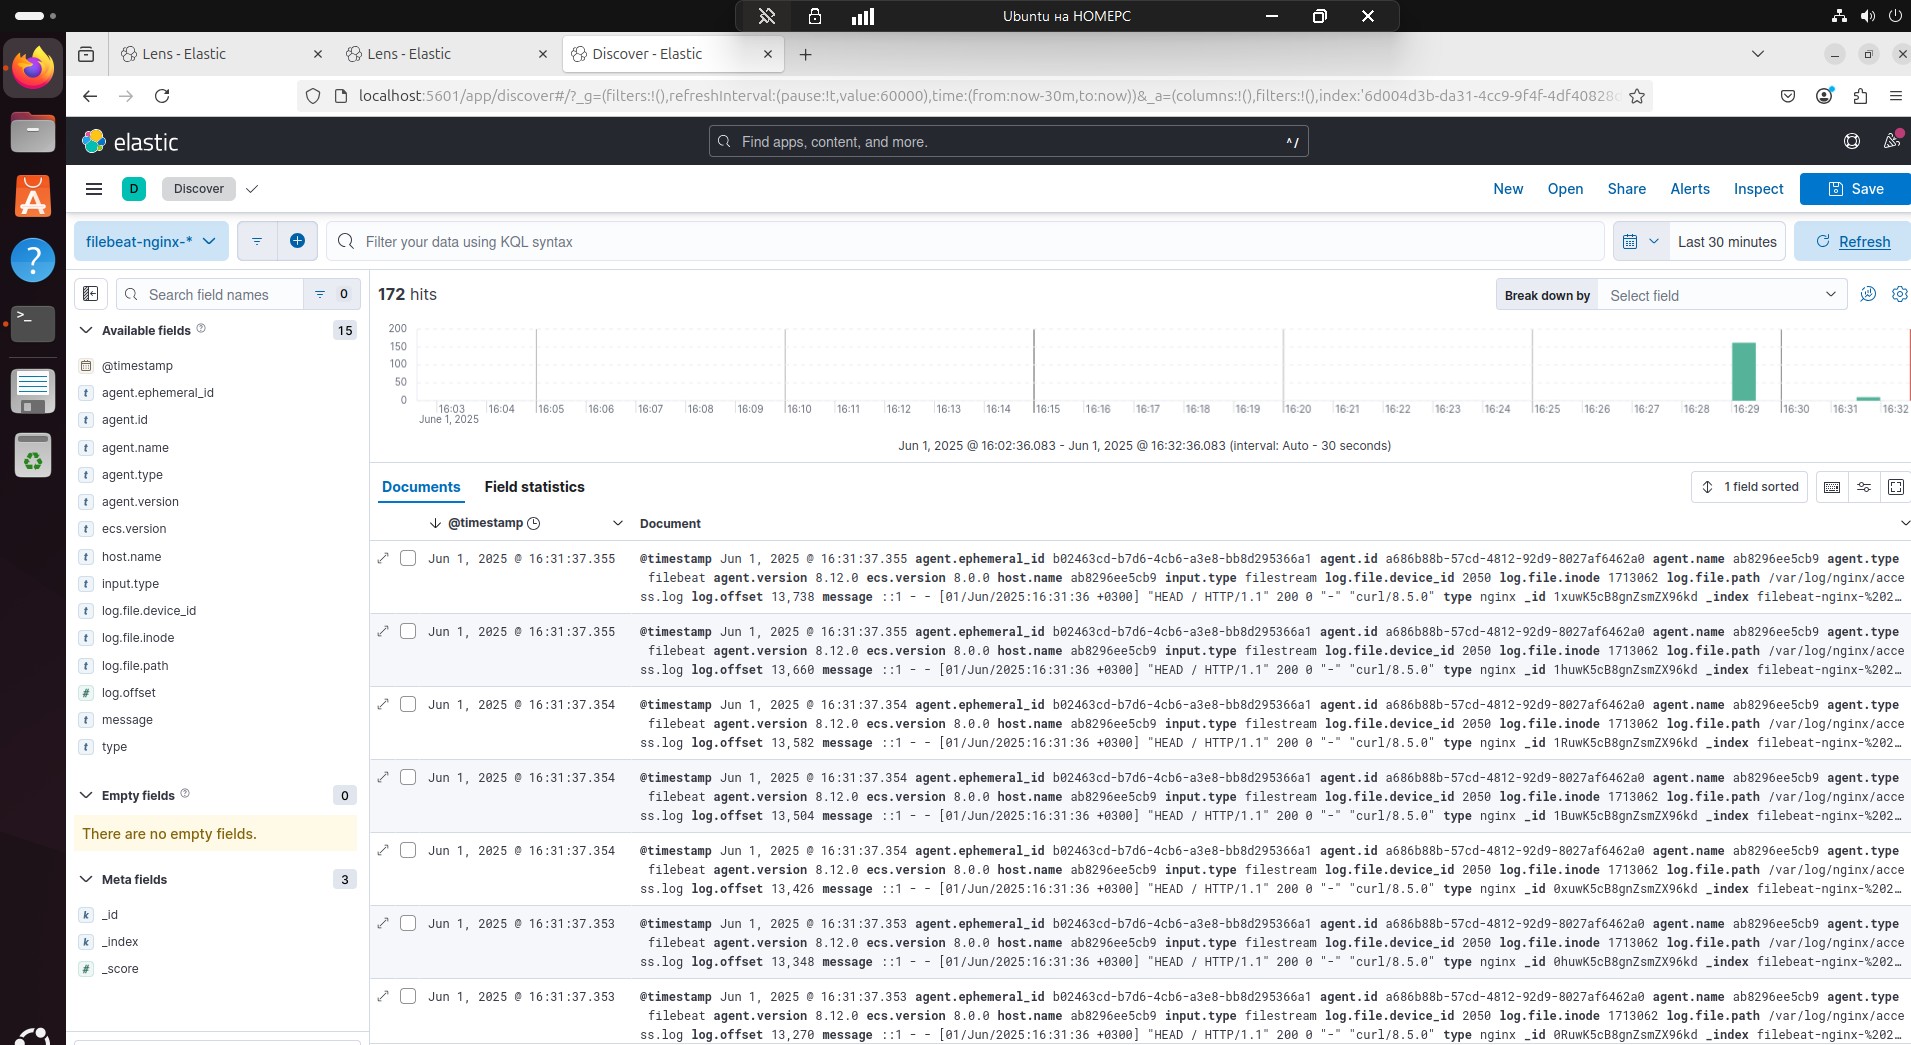 Ubuntu на HOMEPC
Lens - Elastic
Lens - Elastic
Discover - Elastic
localhost:5601/app/discover#/?_g=(filters:!(),refreshInterval:(pause:!t,value:60000),time:(from:now-30m,to:now))&_a=(columns:!(),filters:!(),index:'6d004d3b-da31-4cc9-9f4f-4df40828
elastic
Find apps, content, and more.
^/
D
Discover
New
Open
Share
Alerts
Inspect
Save
filebeat-nginx-*
Filter your data using KQL syntax
Last 30 minutes
Refresh
Search field names
0
172 hits
Break down by
Select field
Available fields
15
@timestamp
t agent.ephemeral_id
t agent.id
t agent.name
t agent.type
t agent.version
t ecs.version
t host.name
t input.type
t log.file.device_id
t log.file.inode
t log.file.path
# log.offset
t message
t type
Empty fields
0
There are no empty fields.
Meta fields
3
k _id
k _index
# _score
200
150
100
50
0
16:03 16:04 16:05 16:06 16:07 16:08 16:09 16:10 16:11 16:12 16:13 16:14 16:15 16:16 16:17 16:18 16:19 16:20 16:21 16:22 16:23 16:24 16:25 16:26 16:27 16:28 16:29 16:30 16:31 16:32
June 1, 2025
Jun 1, 2025 @ 16:02:36.083 - Jun 1, 2025 @ 16:32:36.083 (interval: Auto - 30 seconds)
Documents
Field statistics
1 field sorted
@timestamp
Document
Jun 1, 2025 @ 16:31:37.355
@timestamp Jun 1, 2025 @ 16:31:37.355 agent.ephemeral_id b02463cd-b7d6-4cb6-a3e8-bb8d295366a1 agent.id a686b88b-57cd-4812-92d9-8027af6462a0 agent.name ab8296ee5cb9 agent.type
filebeat agent.version 8.12.0 ecs.version 8.0.0 host.name ab8296ee5cb9 input.type filestream log.file.device_id 2050 log.file.inode 1713062 log.file.path /var/log/nginx/acce
ss.log log.offset 13,738 message ::1 - - [01/Jun/2025:16:31:36 +0300] "HEAD / HTTP/1.1" 200 0 "-" "curl/8.5.0" type nginx _id 1xuwK5cB8gnZsmZX96kd _index filebeat-nginx-%202…
Jun 1, 2025 @ 16:31:37.355
@timestamp Jun 1, 2025 @ 16:31:37.355 agent.ephemeral_id b02463cd-b7d6-4cb6-a3e8-bb8d295366a1 agent.id a686b88b-57cd-4812-92d9-8027af6462a0 agent.name ab8296ee5cb9 agent.type
filebeat agent.version 8.12.0 ecs.version 8.0.0 host.name ab8296ee5cb9 input.type filestream log.file.device_id 2050 log.file.inode 1713062 log.file.path /var/log/nginx/acce
ss.log log.offset 13,660 message ::1 - - [01/Jun/2025:16:31:36 +0300] "HEAD / HTTP/1.1" 200 0 "-" "curl/8.5.0" type nginx _id 1huwK5cB8gnZsmZX96kd _index filebeat-nginx-%202…
Jun 1, 2025 @ 16:31:37.354
@timestamp Jun 1, 2025 @ 16:31:37.354 agent.ephemeral_id b02463cd-b7d6-4cb6-a3e8-bb8d295366a1 agent.id a686b88b-57cd-4812-92d9-8027af6462a0 agent.name ab8296ee5cb9 agent.type
filebeat agent.version 8.12.0 ecs.version 8.0.0 host.name ab8296ee5cb9 input.type filestream log.file.device_id 2050 log.file.inode 1713062 log.file.path /var/log/nginx/acce
ss.log log.offset 13,582 message ::1 - - [01/Jun/2025:16:31:36 +0300] "HEAD / HTTP/1.1" 200 0 "-" "curl/8.5.0" type nginx _id 1RuwK5cB8gnZsmZX96kd _index filebeat-nginx-%202…
Jun 1, 2025 @ 16:31:37.354
@timestamp Jun 1, 2025 @ 16:31:37.354 agent.ephemeral_id b02463cd-b7d6-4cb6-a3e8-bb8d295366a1 agent.id a686b88b-57cd-4812-92d9-8027af6462a0 agent.name ab8296ee5cb9 agent.type
filebeat agent.version 8.12.0 ecs.version 8.0.0 host.name ab8296ee5cb9 input.type filestream log.file.device_id 2050 log.file.inode 1713062 log.file.path /var/log/nginx/acce
ss.log log.offset 13,504 message ::1 - - [01/Jun/2025:16:31:36 +0300] "HEAD / HTTP/1.1" 200 0 "-" "curl/8.5.0" type nginx _id 1BuwK5cB8gnZsmZX96kd _index filebeat-nginx-%202…
Jun 1, 2025 @ 16:31:37.354
@timestamp Jun 1, 2025 @ 16:31:37.354 agent.ephemeral_id b02463cd-b7d6-4cb6-a3e8-bb8d295366a1 agent.id a686b88b-57cd-4812-92d9-8027af6462a0 agent.name ab8296ee5cb9 agent.type
filebeat agent.version 8.12.0 ecs.version 8.0.0 host.name ab8296ee5cb9 input.type filestream log.file.device_id 2050 log.file.inode 1713062 log.file.path /var/log/nginx/acce
ss.log log.offset 13,426 message ::1 - - [01/Jun/2025:16:31:36 +0300] "HEAD / HTTP/1.1" 200 0 "-" "curl/8.5.0" type nginx _id 0xuwK5cB8gnZsmZX96kd _index filebeat-nginx-%202…
Jun 1, 2025 @ 16:31:37.353
@timestamp Jun 1, 2025 @ 16:31:37.353 agent.ephemeral_id b02463cd-b7d6-4cb6-a3e8-bb8d295366a1 agent.id a686b88b-57cd-4812-92d9-8027af6462a0 agent.name ab8296ee5cb9 agent.type
filebeat agent.version 8.12.0 ecs.version 8.0.0 host.name ab8296ee5cb9 input.type filestream log.file.device_id 2050 log.file.inode 1713062 log.file.path /var/log/nginx/acce
ss.log log.offset 13,348 message ::1 - - [01/Jun/2025:16:31:36 +0300] "HEAD / HTTP/1.1" 200 0 "-" "curl/8.5.0" type nginx _id 0huwK5cB8gnZsmZX96kd _index filebeat-nginx-%202…
Jun 1, 2025 @ 16:31:37.353
@timestamp Jun 1, 2025 @ 16:31:37.353 agent.ephemeral_id b02463cd-b7d6-4cb6-a3e8-bb8d295366a1 agent.id a686b88b-57cd-4812-92d9-8027af6462a0 agent.name ab8296ee5cb9 agent.type
filebeat agent.version 8.12.0 ecs.version 8.0.0 host.name ab8296ee5cb9 input.type filestream log.file.device_id 2050 log.file.inode 1713062 log.file.path /var/log/nginx/acce
ss.log log.offset 13,270 message ::1 - - [01/Jun/2025:16:31:36 +0300] "HEAD / HTTP/1.1" 200 0 "-" "curl/8.5.0" type nginx _id 0RuwK5cB8gnZsmZX96kd _index filebeat-nginx-%202…